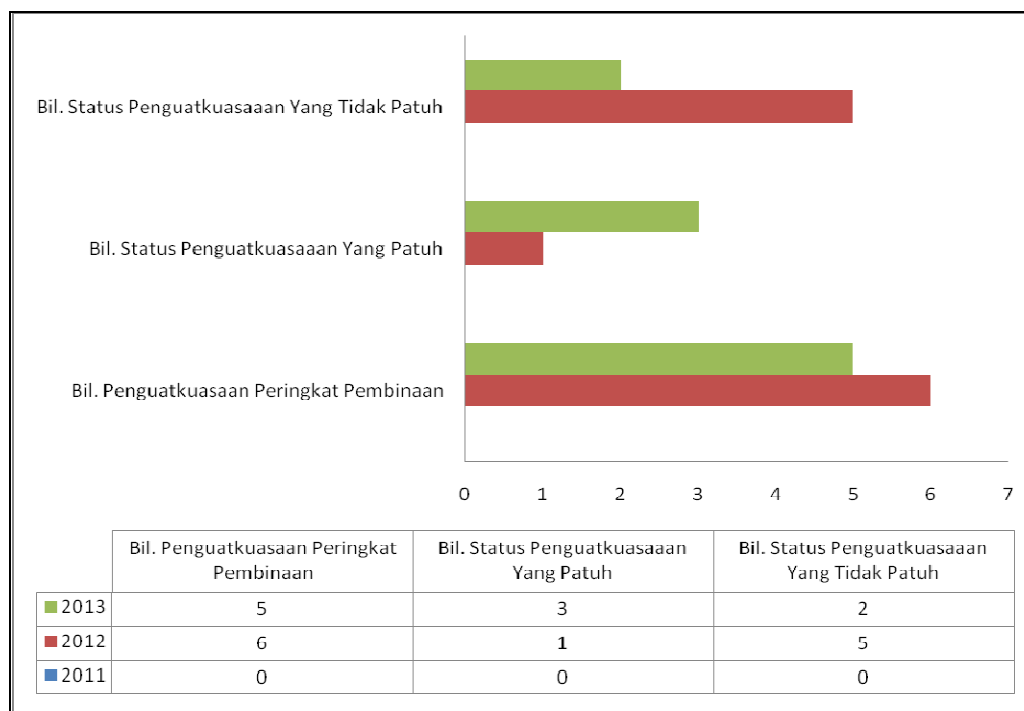 Bil. Status Penguatkuasaaan Yang Tidak Patuh
Bil. Status Penguatkuasaaan Yang Patuh
Bil. Penguatkuasaan Peringkat Pembinaan
0 1 2 3 4 5 6 7
Bil. Penguatkuasaan Peringkat Pembinaan
Bil. Status Penguatkuasaaan Yang Patuh
Bil. Status Penguatkuasaaan Yang Tidak Patuh
2013 5 3 2
2012 6 1 5
2011 0 0 0